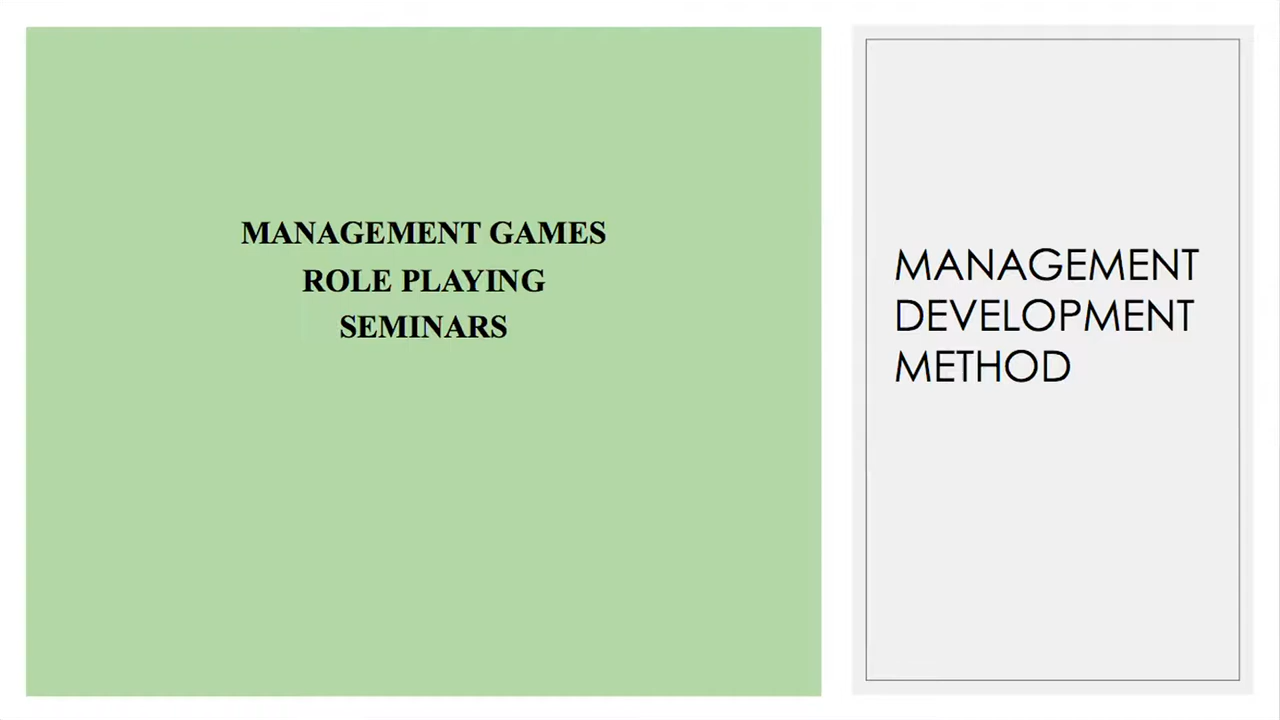 MANAGEMENT GAMES
ROLE PLAYING
SEMINARS
MANAGEMENT
DEVELOPMENT
METHOD